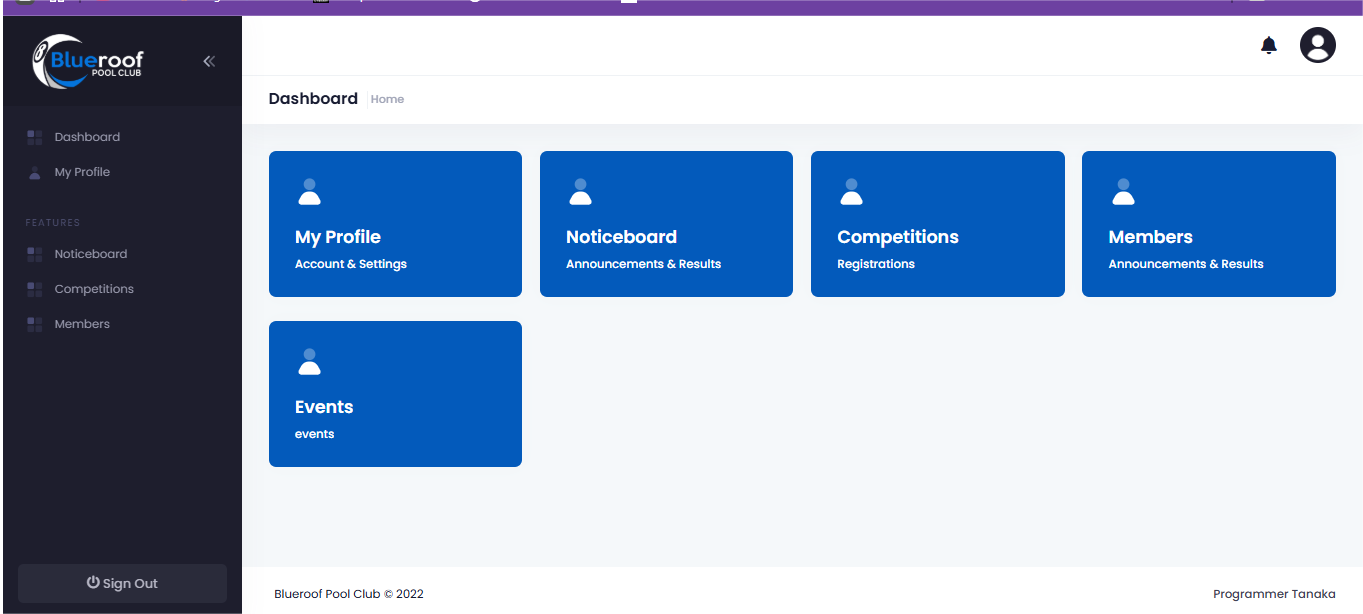 Blueroof
POOL CLUB
Dashboard
My Profile
FEATURES
Noticeboard
Competitions
Members
Sign Out
Dashboard
Home
My Profile
Account & Settings
Noticeboard
Announcements & Results
Competitions
Registrations
Members
Announcements & Results
Events
events
Blueroof Pool Club © 2022
Programmer Tanaka